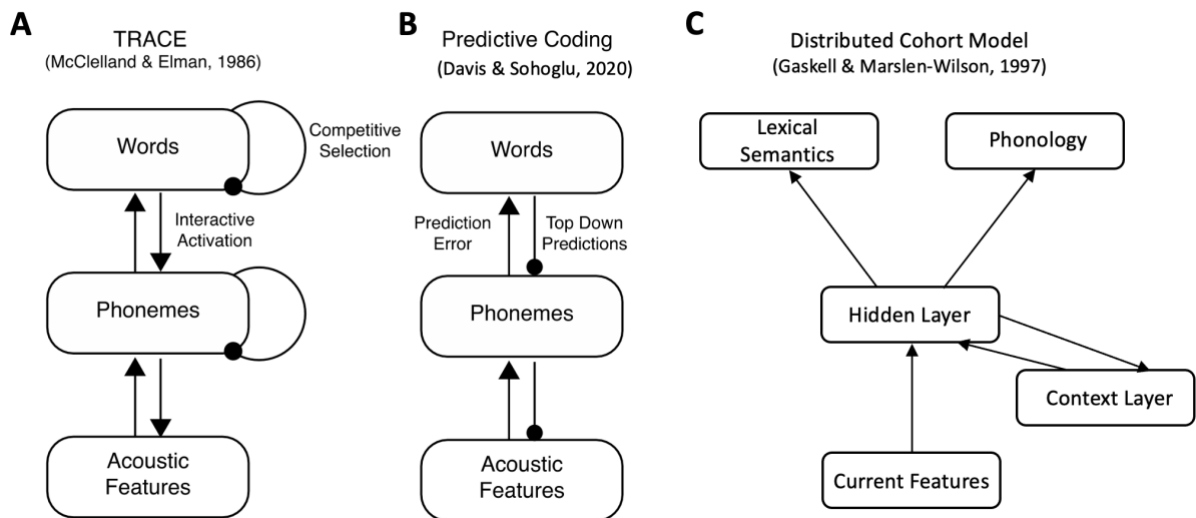 A
TRACE
(McClelland & Elman, 1986)
Words
Competitive
Selection
Interactive
Activation
Phonemes
Acoustic
Features
B
Predictive Coding
(Davis & Sohoglu, 2020)
Words
Prediction
Error
Top Down
Predictions
Phonemes
Acoustic
Features
C
Distributed Cohort Model
(Gaskell & Marslen-Wilson, 1997)
Lexical
Semantics
Phonology
Hidden Layer
Context Layer
Current Features